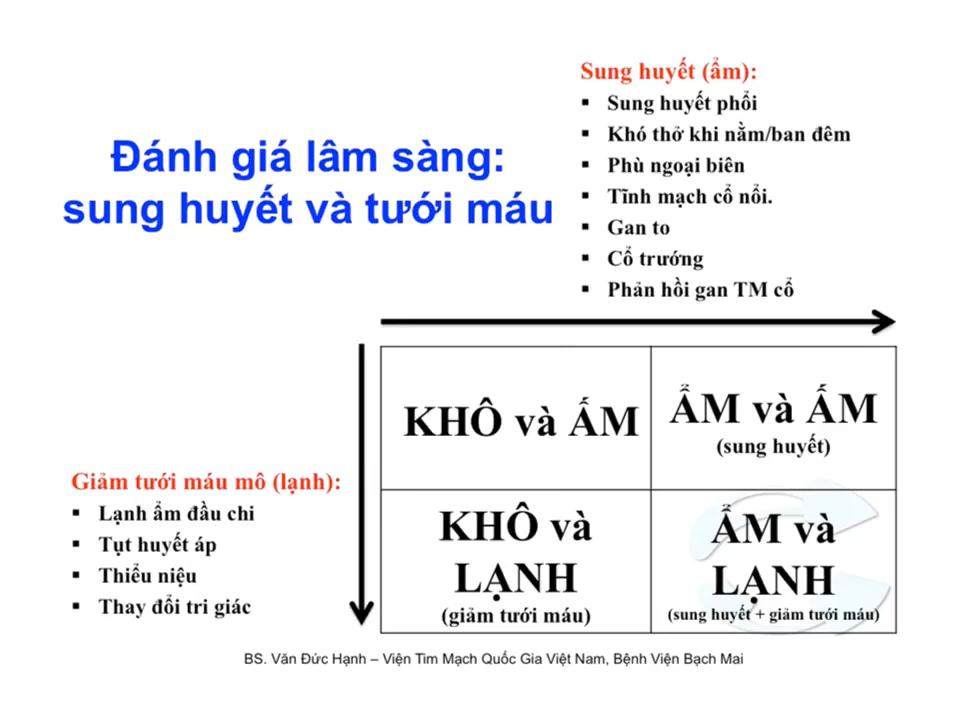 Đánh giá lâm sàng:
sung huyết và tưới máu
Sung huyết (ẩm):
▪ Sung huyết phổi
▪ Khó thở khi nằm/ban đêm
▪ Phù ngoại biên
▪ Tĩnh mạch cổ nổi.
▪ Gan to
▪ Cổ trướng
▪ Phản hồi gan TM cổ
KHÔ và ẤM
ẨM và ẤM
(sung huyết)
Giảm tưới máu mô (lạnh):
▪ Lạnh ẩm đầu chi
▪ Tụt huyết áp
▪ Thiểu niệu
▪ Thay đổi tri giác
KHÔ và
LẠNH
(giảm tưới máu)
ẨM và
LẠNH
(sung huyết + giảm tưới máu)
BS. Văn Đức Hạnh – Viện Tim Mạch Quốc Gia Việt Nam, Bệnh Viện Bạch Mai